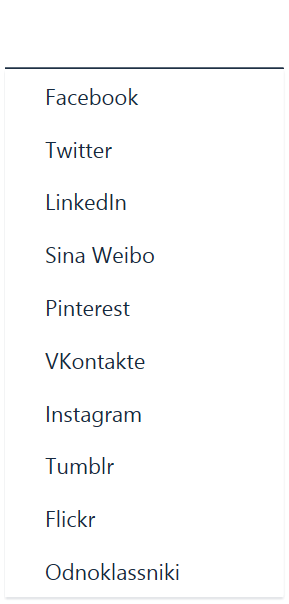 Facebook
Twitter
LinkedIn
Sina Weibo
Pinterest
VKontakte
Instagram
Tumblr
Flickr
Odnoklassniki